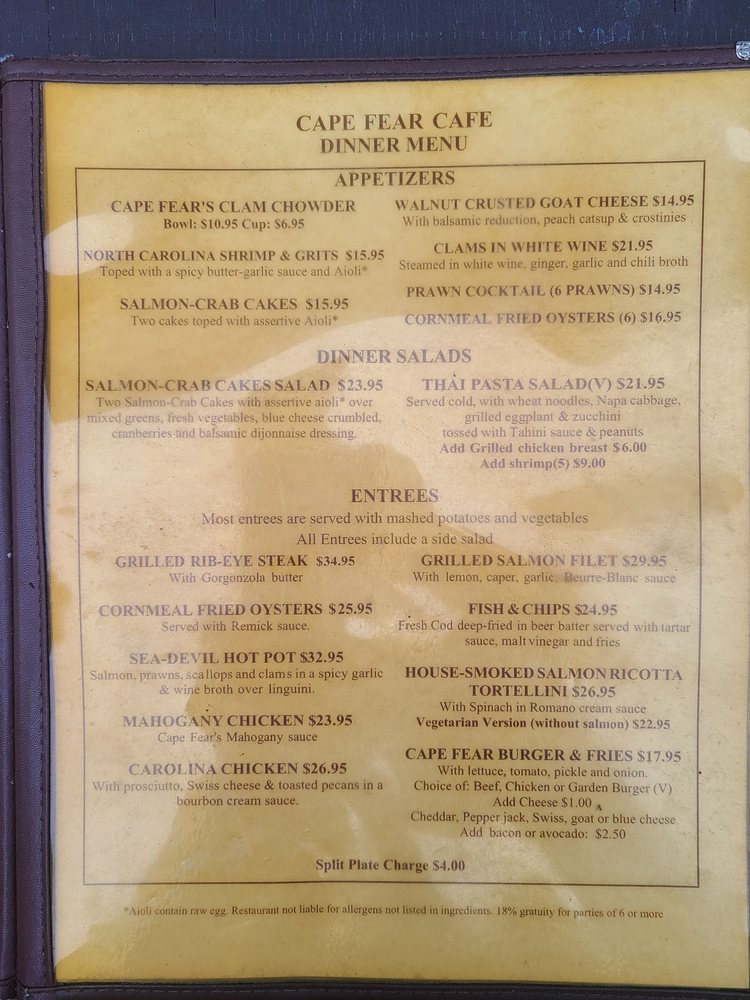 CAPE FEAR CAFE
DINNER MENU
APPETIZERS
CAPE FEAR'S CLAM CHOWDER
Bowl: $10.95 Cup: $6.95
NORTH CAROLINA SHRIMP & GRITS $15.95
Toped with a spicy butter-garlic sauce and Aioli*
SALMON-CRAB CAKES $15.95
Two cakes toped with assertive Aioli*
WALNUT CRUSTED GOAT CHEESE $14.95
With balsamic reduction, peach catsup & crostinies
CLAMS IN WHITE WINE $21.95
Steamed in white wine, ginger, garlic and chili broth
PRAWN COCKTAIL (6 PRAWNS) $14.95
CORNMEAL FRIED OYSTERS (6) $16.95
DINNER SALADS
SALMON-CRAB CAKES SALAD $23.95
Two Salmon-Crab Cakes with assertive aioli* over
mixed greens, fresh vegetables, blue cheese crumbled,
cranberries and balsamic dijonnaise dressing.
THAI PASTA SALAD(V) $21.95
Served cold, with wheat noodles, Napa cabbage,
grilled eggplant & zucchini
tossed with Tahini sauce & peanuts
Add Grilled chicken breast $6.00
Add shrimp(5) $9.00
ENTREES
Most entrees are served with mashed potatoes and vegetables
All Entrees include a side salad
GRILLED RIB-EYE STEAK $34.95
With Gorgonzola butter
CORNMEAL FRIED OYSTERS $25.95
Served with Remick sauce.
SEA-DEVIL HOT POT $32.95
Salmon, prawns, scallops and clams in a spicy garlic
& wine broth over linguini.
MAHOGANY CHICKEN $23.95
Cape Fear's Mahogany sauce
CAROLINA CHICKEN $26.95
With prosciutto, Swiss cheese & toasted pecans in a
bourbon cream sauce.
GRILLED SALMON FILET $29.95
With lemon, caper, garlic, Beurre-Blanc sauce
FISH & CHIPS $24.95
Fresh Cod deep-fried in beer batter served with tartar
sauce, malt vinegar and fries
HOUSE-SMOKED SALMON RICOTTA
TORTELLINI $26.95
With Spinach in Romano cream sauce
Vegetarian Version (without salmon) $22.95
CAPE FEAR BURGER & FRIES $17.95
With lettuce, tomato, pickle and onion.
Choice of: Beef, Chicken or Garden Burger (V)
Add Cheese $1.00
Cheddar, Pepper jack, Swiss, goat or blue cheese
Add bacon or avocado: $2.50
Split Plate Charge $4.00
*Aioli contain raw egg. Restaurant not liable for allergens not listed in ingredients. 18% gratuity for parties of 6 or more